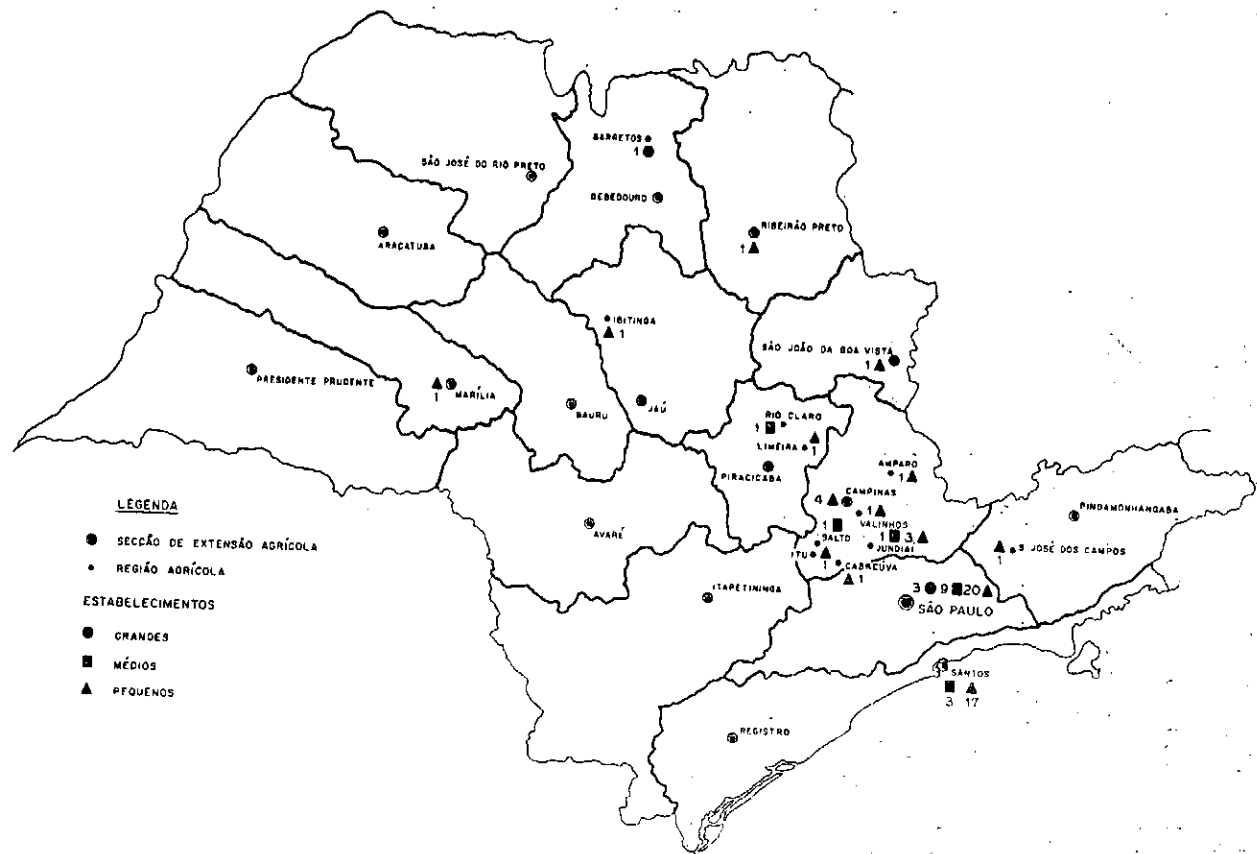 BARRETOS
1
SÃO JOSÉ DO RIO PRETO
BEBEDOURO
ARAÇATUBA
RIBEIRÃO PRETO
1
IBITINGA
1
SÃO JOÃO DA BOA VISTA
1
PRESIDENTE PRUDENTE
1
MARÍLIA
BAURU
JAÚ
RIO CLARO
1
LIMEIRA
1
PIRACICABA
AMPARO
1
4
CAMPINAS
1
VALINHOS
1
1
3
SALTO
JUNDIAÍ
ITU
1
CABREÚVA
1
PINDAMONHANGABA
S JOSÉ DOS CAMPOS
1
AVARÉ
ITAPETININGA
3
9
20
SÃO PAULO
SANTOS
3
17
REGISTRO
LEGENDA
SECÇÃO DE EXTENSÃO AGRÍCOLA
REGIÃO AGRÍCOLA
ESTABELECIMENTOS
GRANDES
MÉDIOS
PEQUENOS